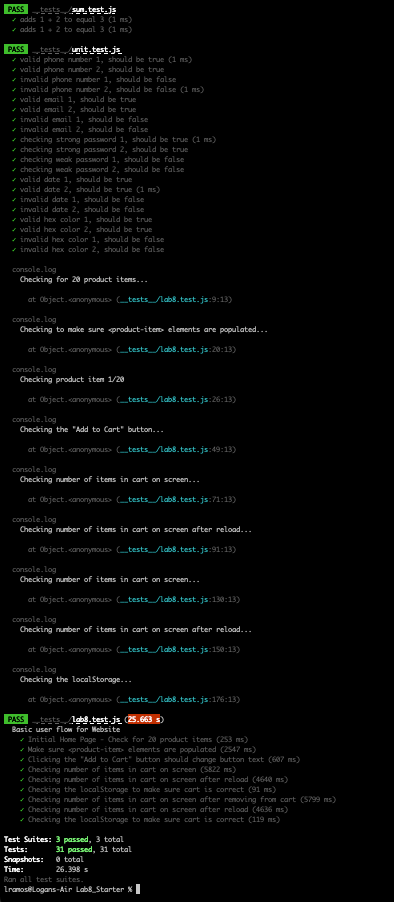 PASS __tests__/sum.test.js
✓ adds 1 + 2 to equal 3 (1 ms)
✓ adds 1 + 2 to equal 3 (1 ms)
PASS __tests__/unit.test.js
✓ valid phone number 1, should be true (1 ms)
✓ valid phone number 2, should be true
✓ invalid phone number 1, should be false
✓ invalid phone number 2, should be false (1 ms)
✓ valid email 1, should be true
✓ valid email 2, should be true
✓ invalid email 1, should be false
✓ invalid email 2, should be false
✓ checking strong password 1, should be true (1 ms)
✓ checking strong password 2, should be true
✓ checking weak password 1, should be false
✓ checking weak password 2, should be false
✓ valid date 1, should be true
✓ valid date 2, should be true (1 ms)
✓ invalid date 1, should be false
✓ invalid date 2, should be false
✓ valid hex color 1, should be true
✓ valid hex color 2, should be true
✓ invalid hex color 1, should be false
✓ invalid hex color 2, should be false
console.log
Checking for 20 product items...
at Object.<anonymous> (__tests__/lab8.test.js:9:13)
console.log
Checking to make sure <product-item> elements are populated...
at Object.<anonymous> (__tests__/lab8.test.js:20:13)
console.log
Checking product item 1/20
at Object.<anonymous> (__tests__/lab8.test.js:26:13)
console.log
Checking the "Add to Cart" button...
at Object.<anonymous> (__tests__/lab8.test.js:49:13)
console.log
Checking number of items in cart on screen...
at Object.<anonymous> (__tests__/lab8.test.js:71:13)
console.log
Checking number of items in cart on screen after reload...
at Object.<anonymous> (__tests__/lab8.test.js:91:13)
console.log
Checking number of items in cart on screen...
at Object.<anonymous> (__tests__/lab8.test.js:130:13)
console.log
Checking number of items in cart on screen after reload...
at Object.<anonymous> (__tests__/lab8.test.js:150:13)
console.log
Checking the localStorage...
at Object.<anonymous> (__tests__/lab8.test.js:176:13)
PASS __tests__/lab8.test.js (25.663 s)
Basic user flow for Website
✓ Initial Home Page - Check for 20 product items (253 ms)
✓ Make sure <product-item> elements are populated (2547 ms)
✓ Clicking the "Add to Cart" button should change button text (607 ms)
✓ Checking number of items in cart on screen (5822 ms)
✓ Checking number of items in cart on screen after reload (4640 ms)
✓ Checking the localStorage to make sure cart is correct (91 ms)
✓ Checking number of items in cart on screen after removing from cart (5799 ms)
✓ Checking number of items in cart on screen after reload (4636 ms)
✓ Checking the localStorage to make sure cart is correct (119 ms)
Test Suites: 3 passed, 3 total
Tests: 31 passed, 31 total
Snapshots: 0 total
Time: 26.398 s
Ran all test suites.
lramos@Logans-Air Lab8_Starter %